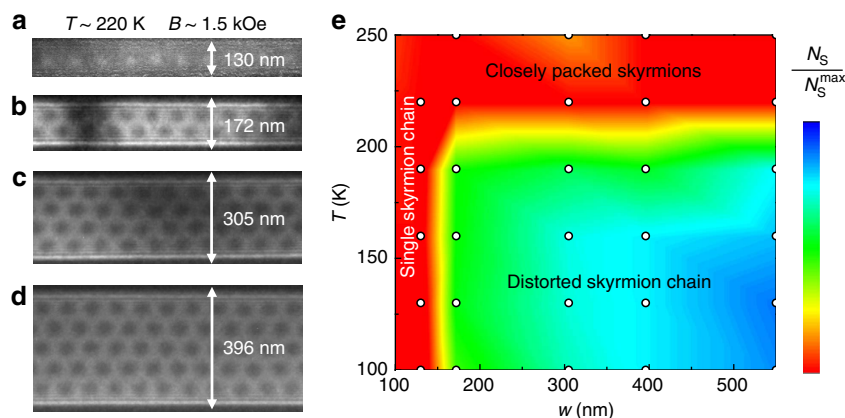 a
T ~ 220 K B ~ 1.5 kOe
130 nm
b
172 nm
c
305 nm
d
396 nm
e
250
200
150
100
T (K)
100
200
300
400
500
w (nm)
Closely packed skyrmions
Single skyrmion chain
Distorted skyrmion chain
N_S
N_S^max